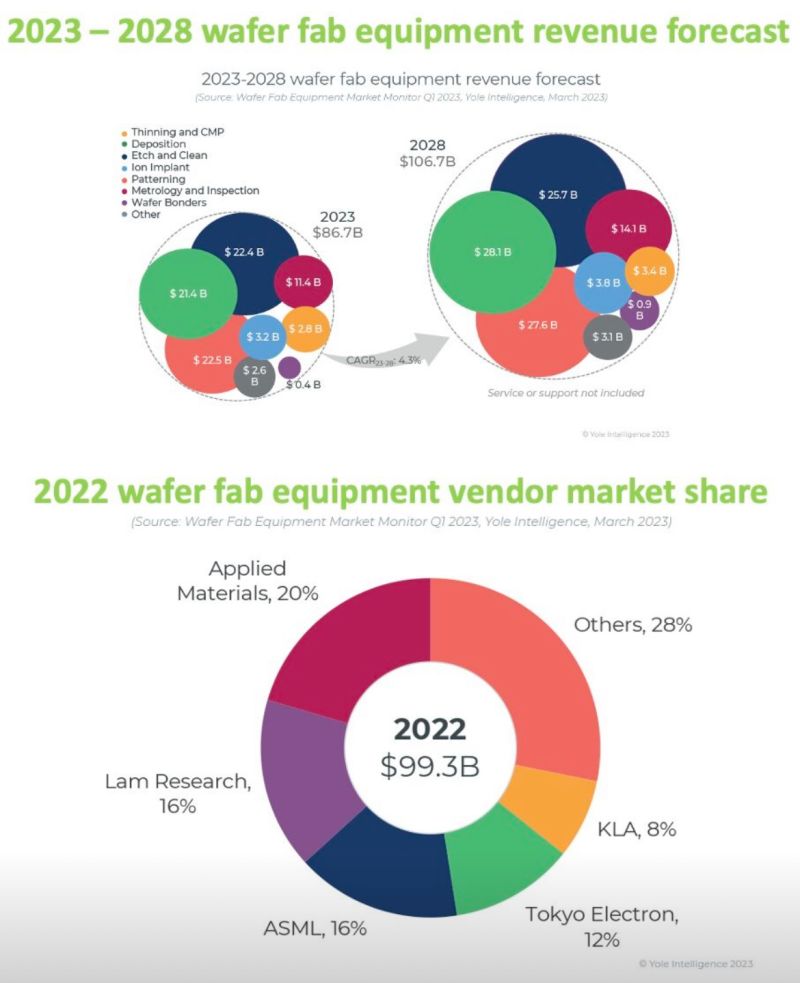 2023 – 2028 wafer fab equipment revenue forecast
2023-2028 wafer fab equipment revenue forecast
(Source: Wafer Fab Equipment Market Monitor Q1 2023, Yole Intelligence, March 2023)
Thinning and CMP
Deposition
Etch and Clean
Ion Implant
Patterning
Metrology and Inspection
Wafer Bonders
Other
2023
$86.7B
$ 22.4 B
$ 21.4 B
$ 11.4 B
$ 2.8 B
$ 3.2 B
$ 22.5 B
$ 2.6
B
$ 0.4 B
CAGR23-28: 4.3%
2028
$106.7B
$ 25.7 B
$ 14.1 B
$ 28.1 B
$ 3.4 B
$ 3.8 B
$ 0.9
B
$ 27.6 B
$ 3.1 B
Service or support not included
© Yole Intelligence 2023
2022 wafer fab equipment vendor market share
(Source: Wafer Fab Equipment Market Monitor Q1 2023, Yole Intelligence, March 2023)
Applied
Materials, 20%
Others, 28%
2022
$99.3B
Lam Research,
16%
KLA, 8%
ASML, 16%
Tokyo Electron,
12%
© Yole Intelligence 2023